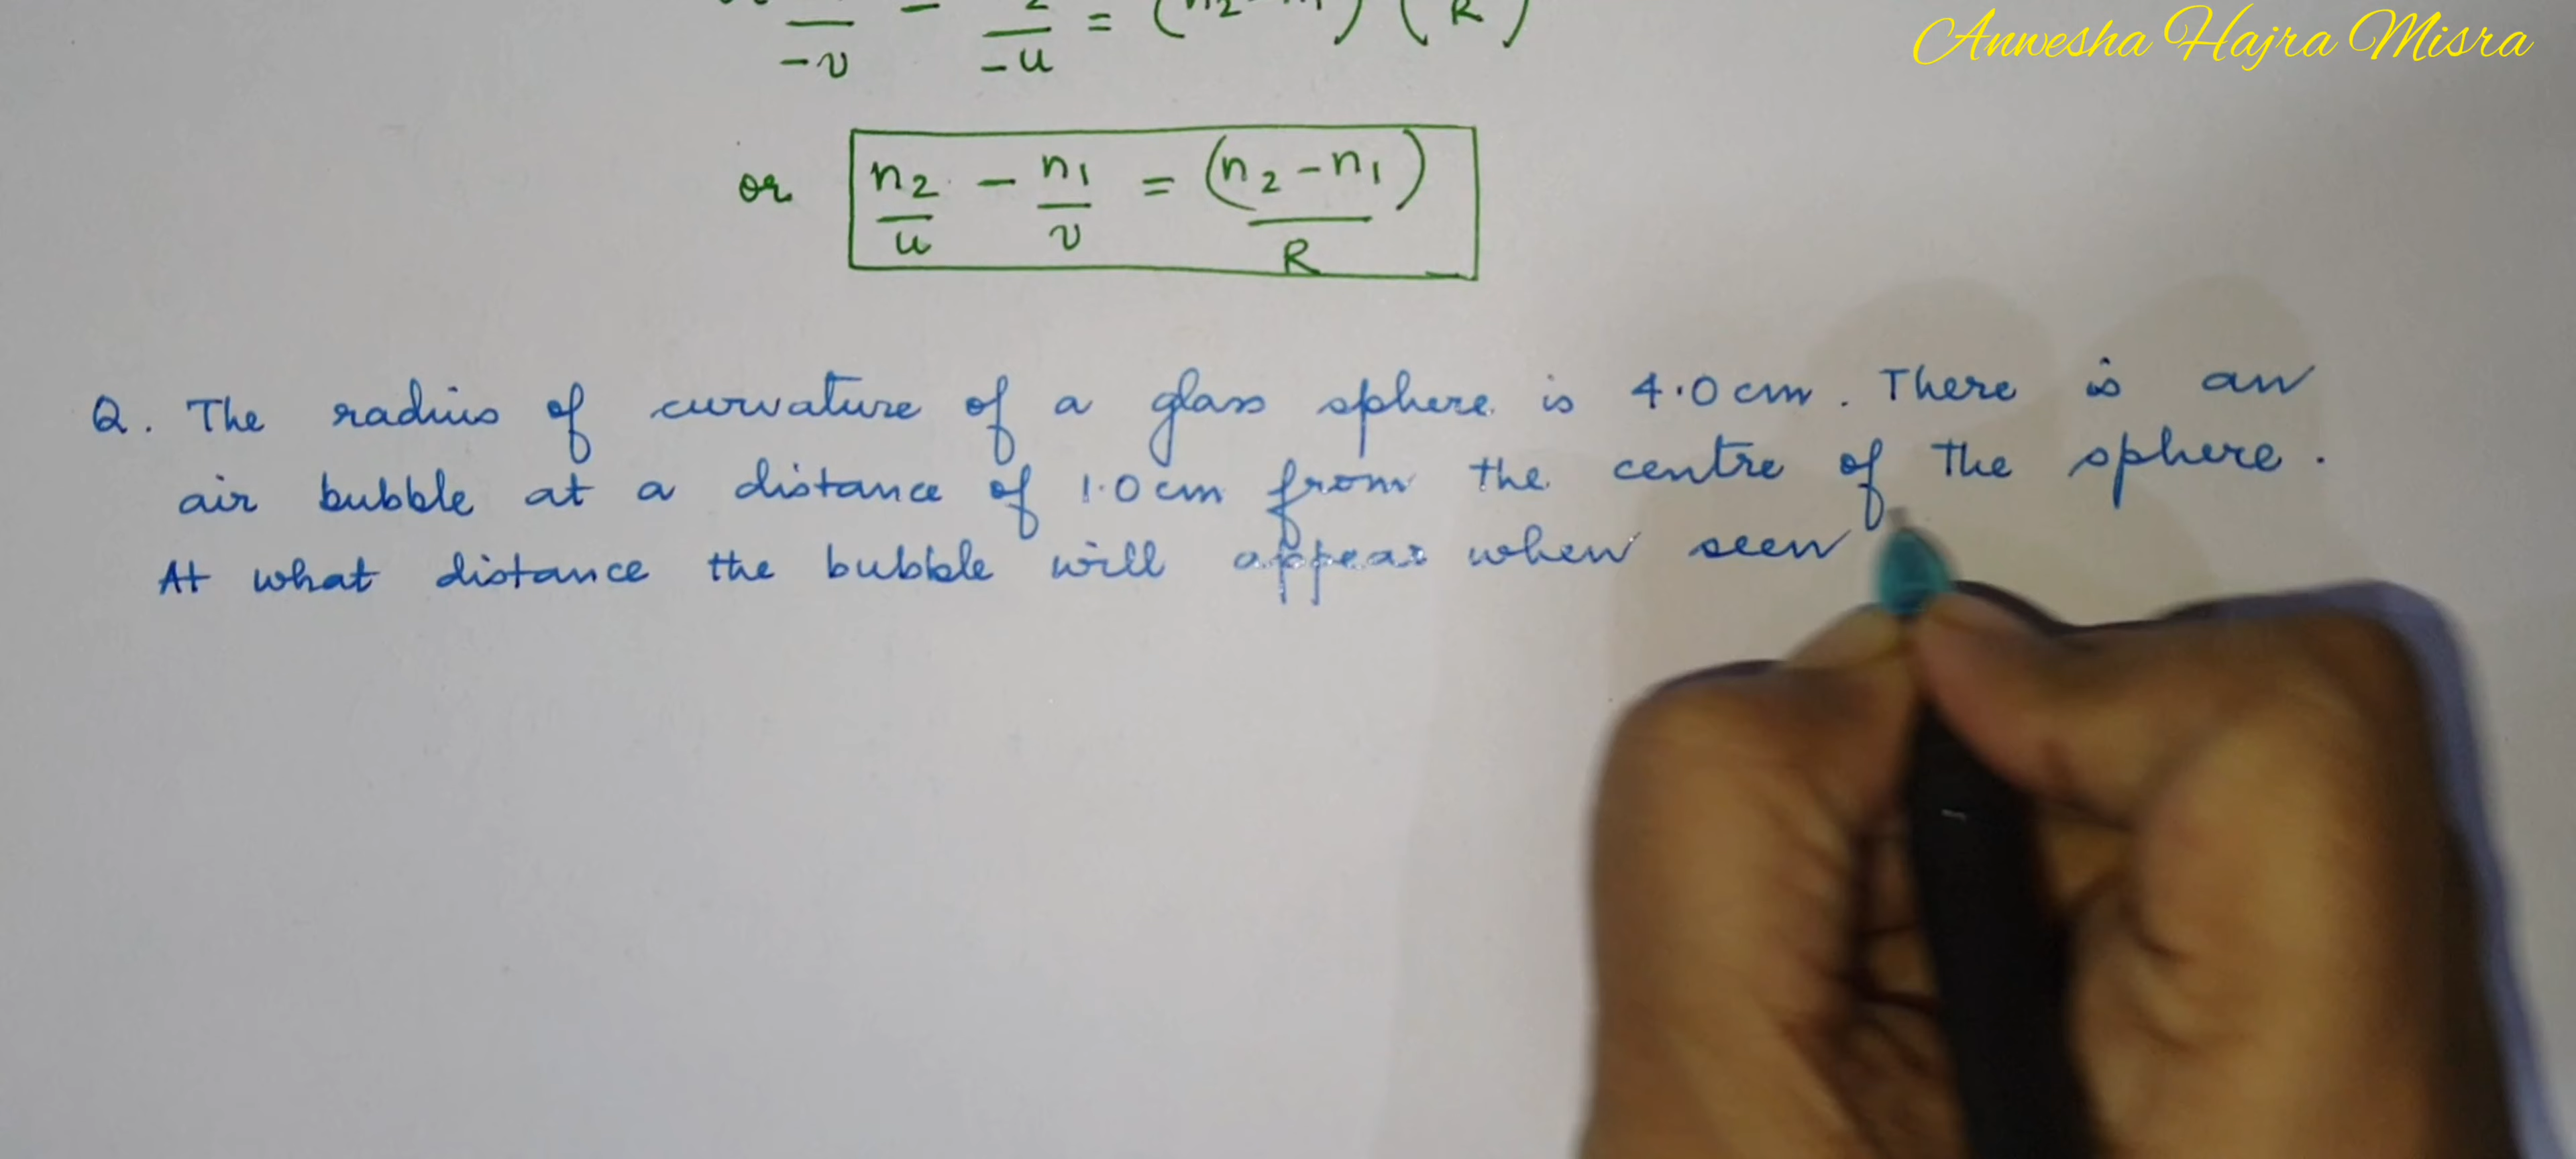 Anwesha Hajra Misra
-v -u = (n2-n1) (R)
or n2/u - n1/v = (n2-n1)/R
Q. The radius of curvature of a glass sphere is 4.0 cm. There is an
air bubble at a distance of 1.0 cm from the centre of the sphere.
At what distance the bubble will appear when seen